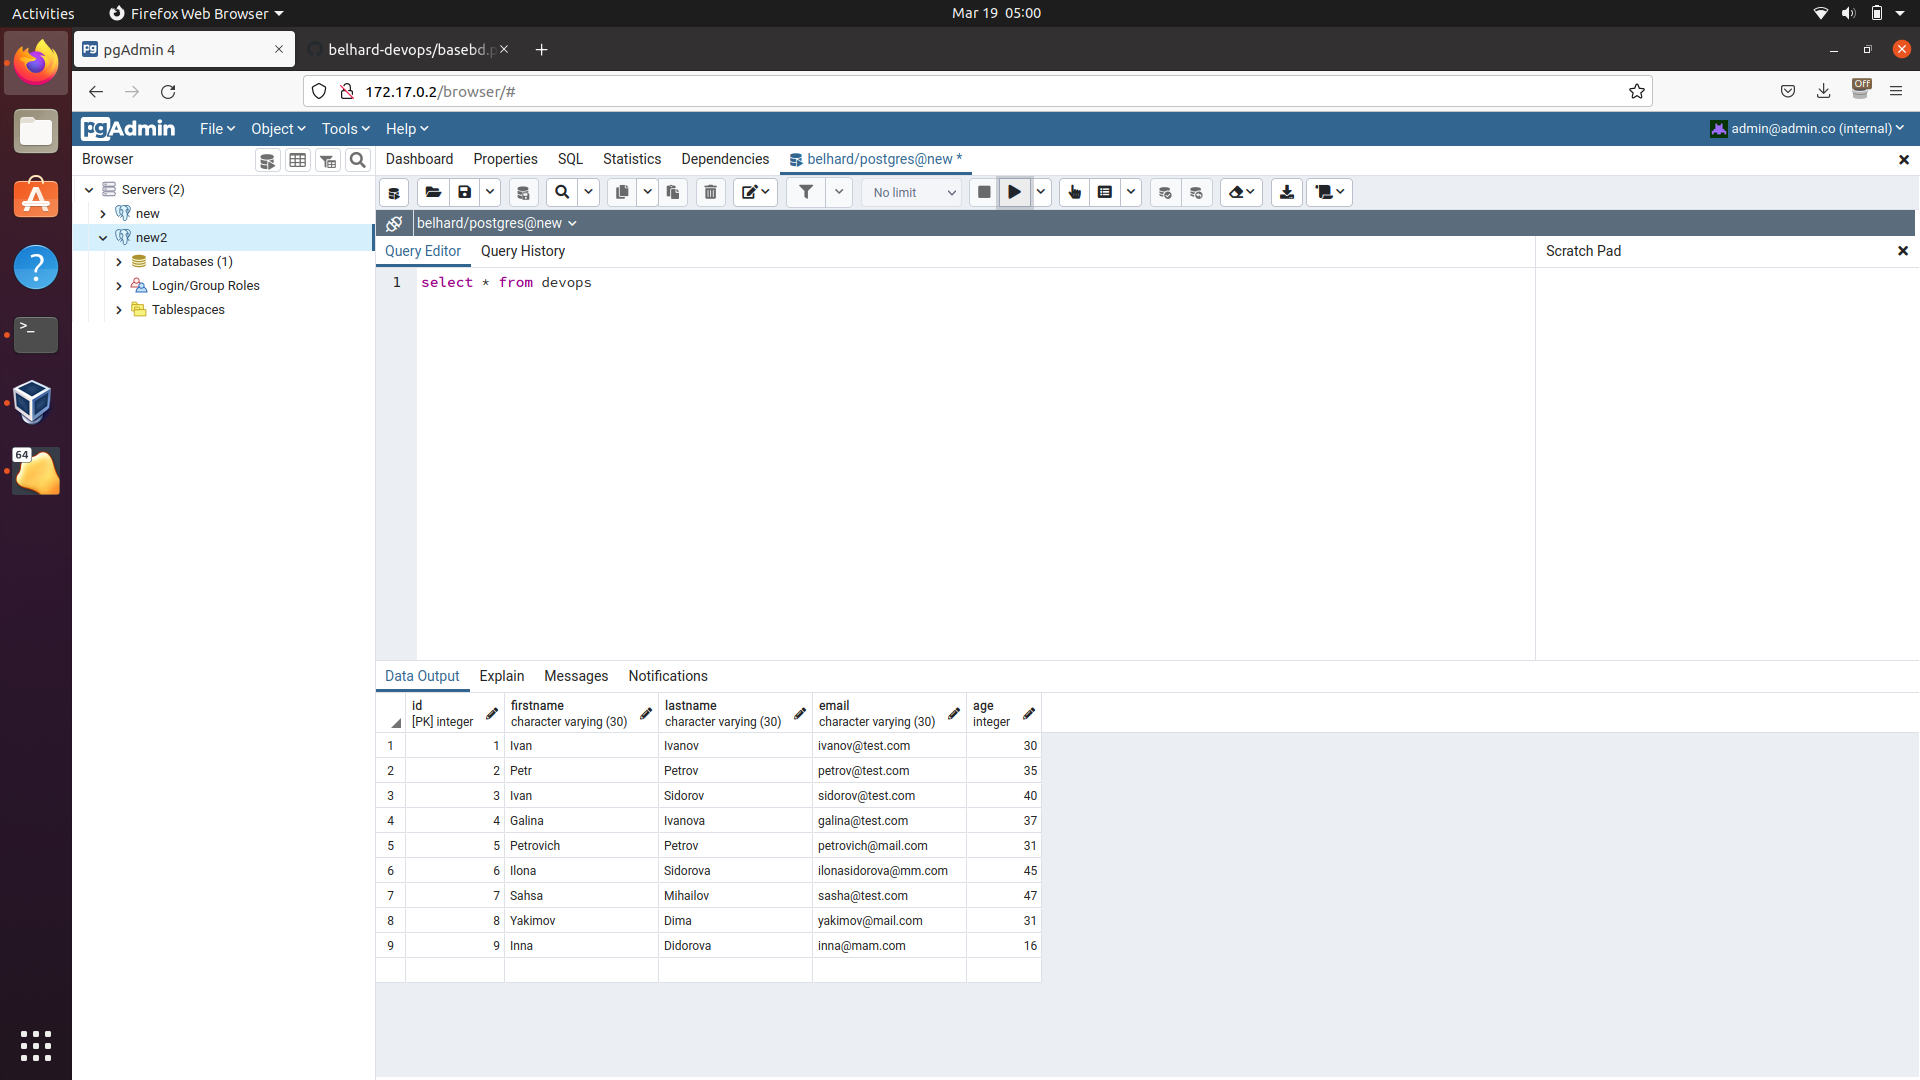 Activities Firefox Web Browser Mar 19 05:00
pgAdmin 4 belhard-devops/basebd.p
172.17.0.2/browser/#
pgAdmin File Object Tools Help admin@admin.co (internal)
Browser Dashboard Properties SQL Statistics Dependencies belhard/postgres@new *
Servers (2) No limit
new belhard/postgres@new
new2 Query Editor Query History Scratch Pad
Databases (1)
Login/Group Roles
Tablespaces
1 select * from devops
64
Data Output Explain Messages Notifications
id firstname lastname email age
[PK] integer character varying (30) character varying (30) character varying (30) integer
1 1 Ivan Ivanov ivanov@test.com 30
2 2 Petr Petrov petrov@test.com 35
3 3 Ivan Sidorov sidorov@test.com 40
4 4 Galina Ivanova galina@test.com 37
5 5 Petrovich Petrov petrovich@mail.com 31
6 6 Ilona Sidorova ilonasidorova@mm.com 45
7 7 Sahsa Mihailov sasha@test.com 47
8 8 Yakimov Dima yakimov@mail.com 31
9 9 Inna Didorova inna@mam.com 16
Off